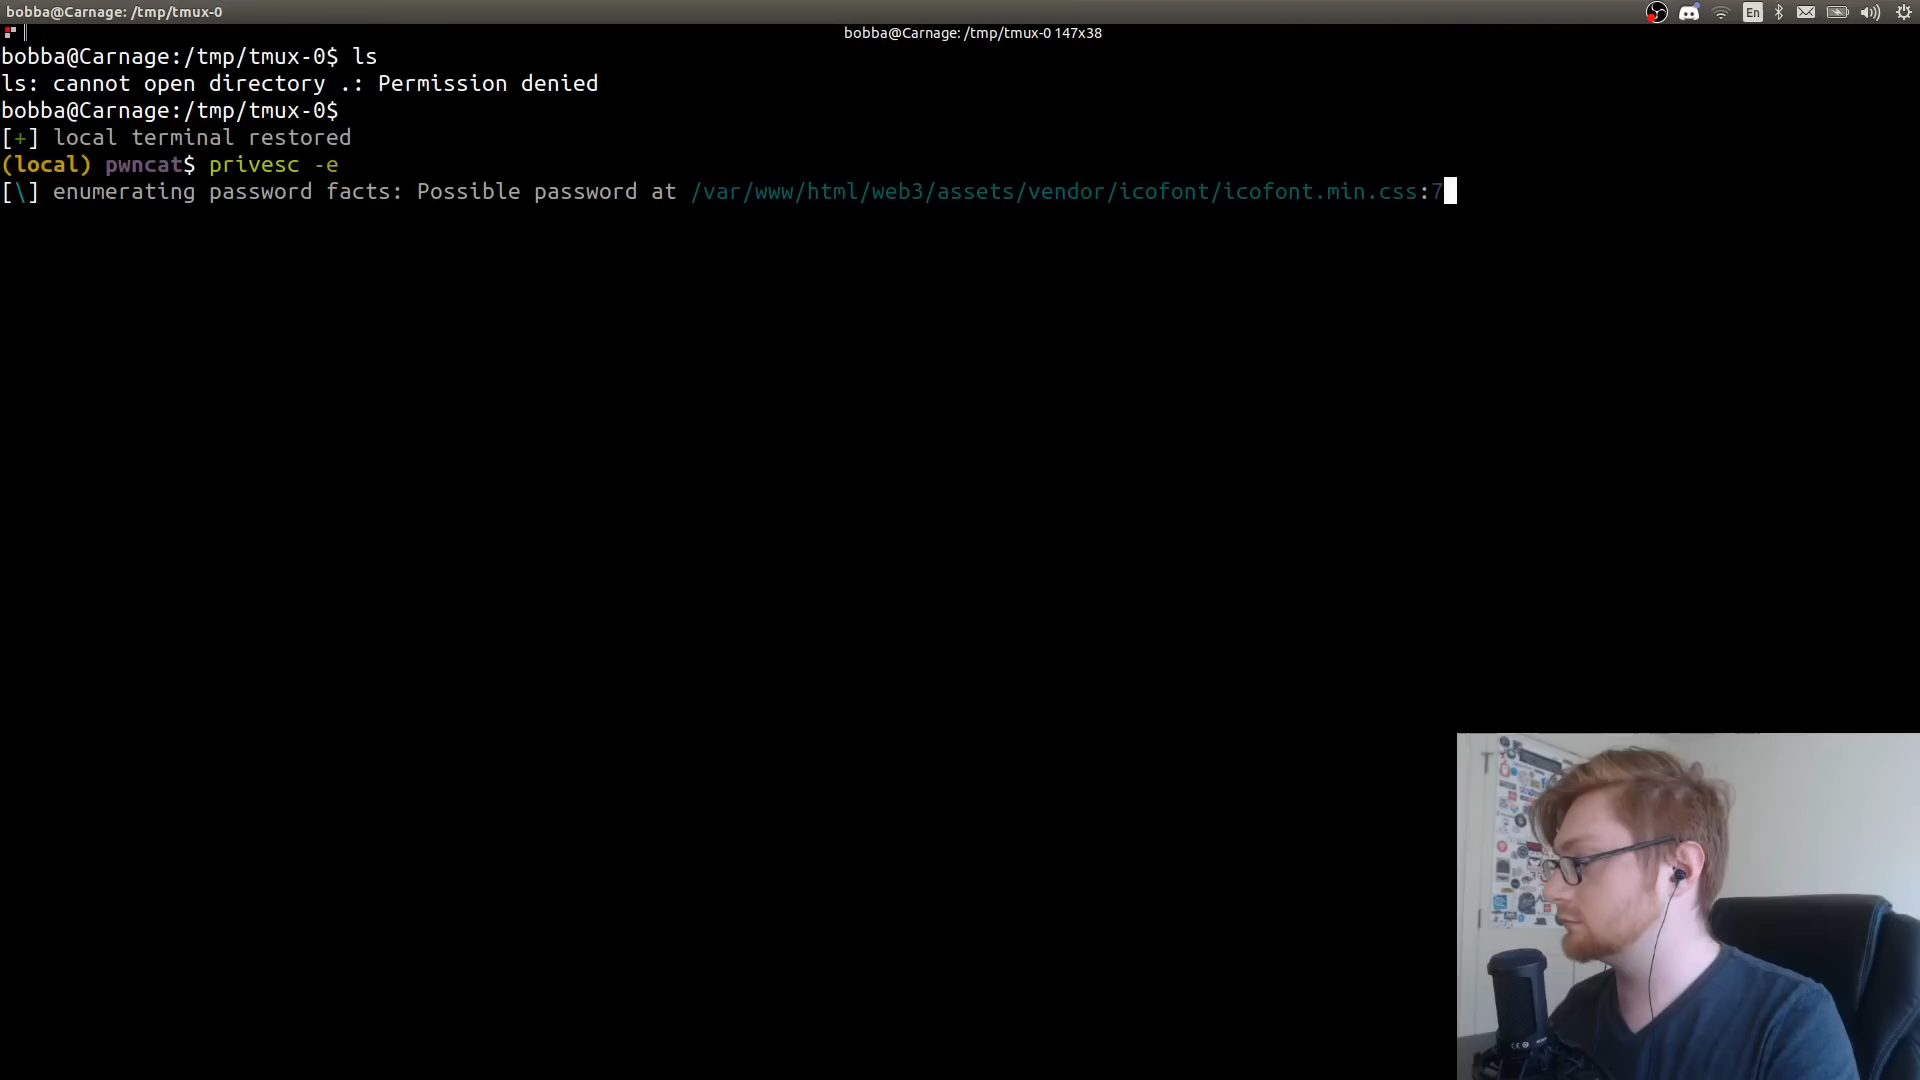 bobba@Carnage: /tmp/tmux-0
En
bobba@Carnage: /tmp/tmux-0 147x38
bobba@Carnage:/tmp/tmux-0$ ls
ls: cannot open directory .: Permission denied
bobba@Carnage:/tmp/tmux-0$
[+] local terminal restored
(local) pwncat$ privesc -e
[\] enumerating password facts: Possible password at /var/www/html/web3/assets/vendor/icofont/icofont.min.css:7